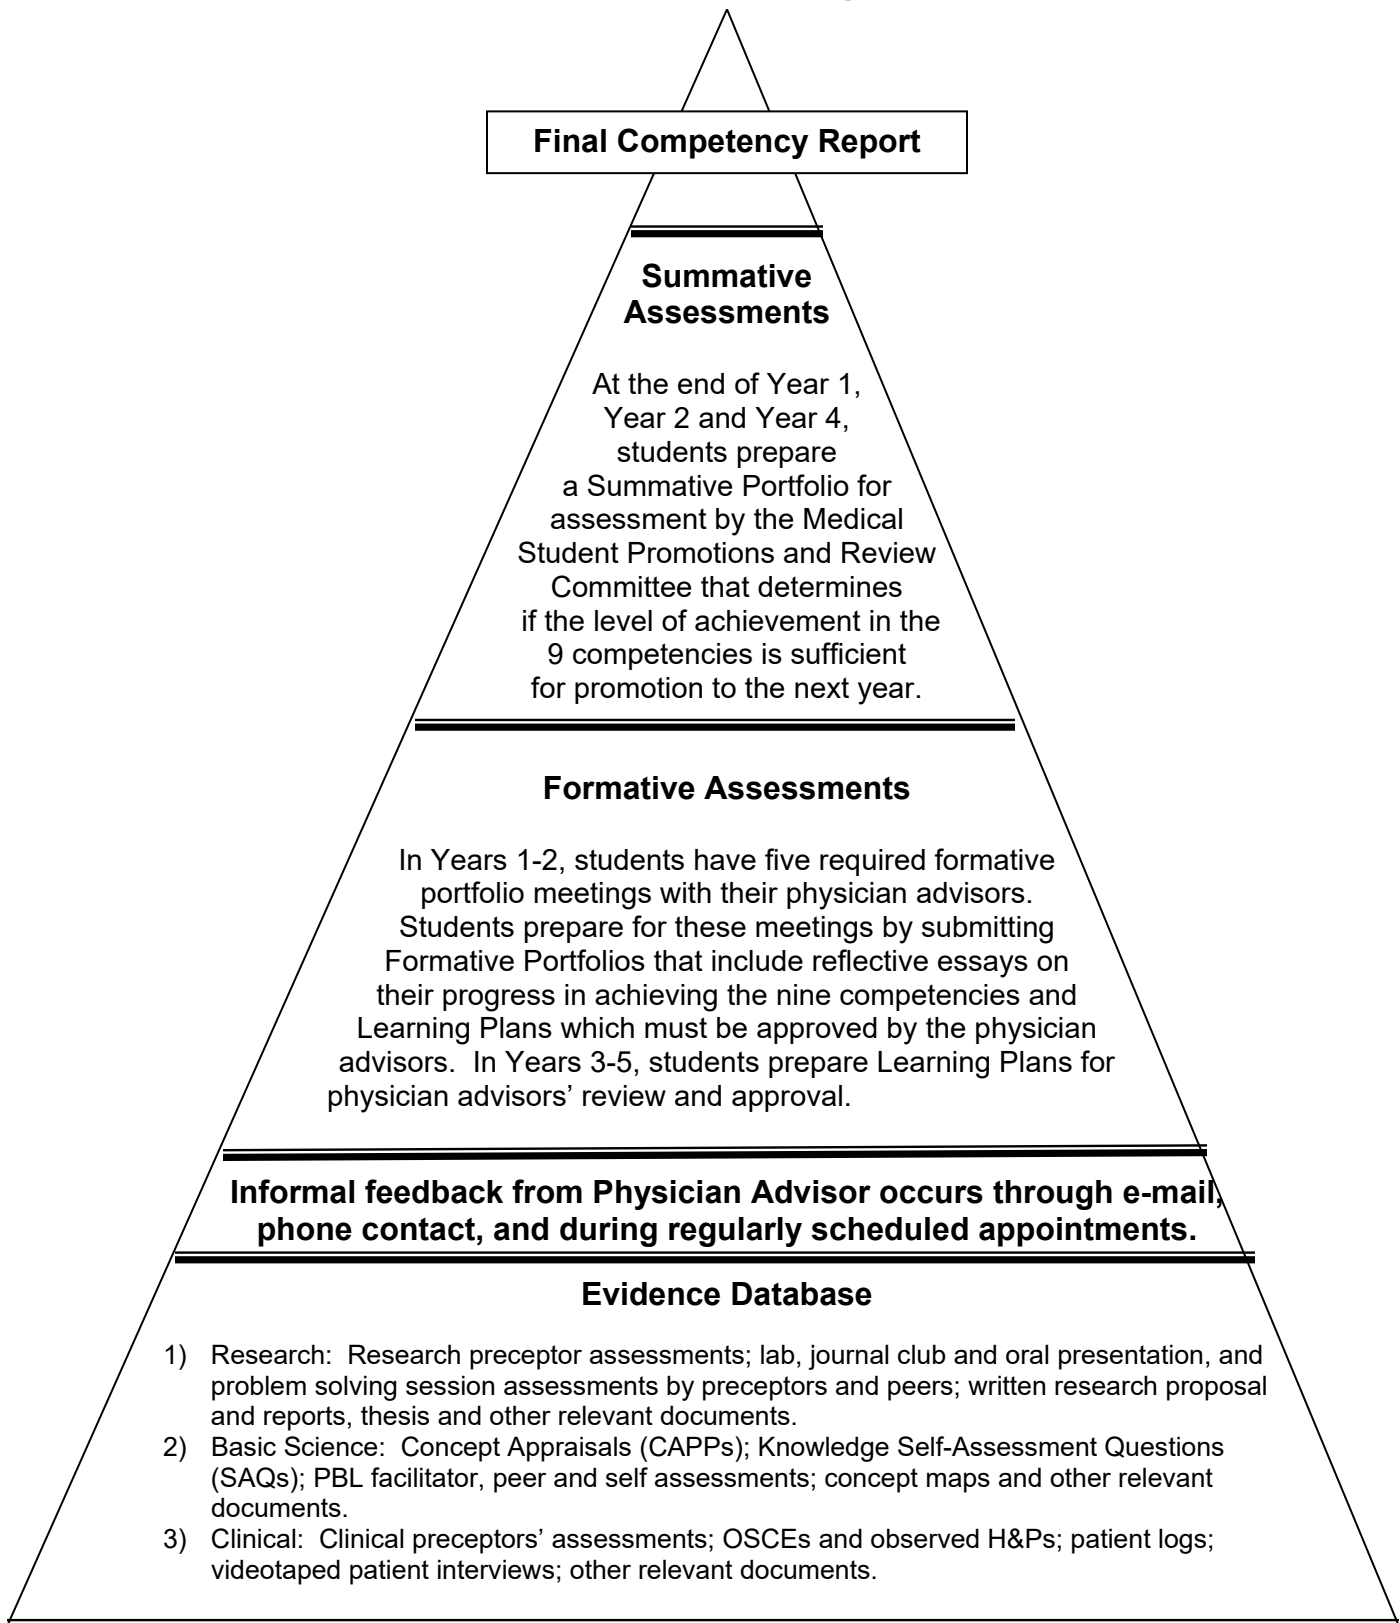 Final Competency Report
Summative
Assessments
At the end of Year 1,
Year 2 and Year 4,
students prepare
a Summative Portfolio for
assessment by the Medical
Student Promotions and Review
Committee that determines
if the level of achievement in the
9 competencies is sufficient
for promotion to the next year.
Formative Assessments
In Years 1-2, students have five required formative
portfolio meetings with their physician advisors.
Students prepare for these meetings by submitting
Formative Portfolios that include reflective essays on
their progress in achieving the nine competencies and
Learning Plans which must be approved by the physician
advisors.  In Years 3-5, students prepare Learning Plans for
physician advisors’ review and approval.
Informal feedback from Physician Advisor occurs through e-mail,
phone contact, and during regularly scheduled appointments.
Evidence Database
1) Research:  Research preceptor assessments; lab, journal club and oral presentation, and
problem solving session assessments by preceptors and peers; written research proposal
and reports, thesis and other relevant documents.
2) Basic Science:  Concept Appraisals (CAPPs); Knowledge Self-Assessment Questions
(SAQs); PBL facilitator, peer and self assessments; concept maps and other relevant
documents.
3) Clinical:  Clinical preceptors’ assessments; OSCEs and observed H&Ps; patient logs;
videotaped patient interviews; other relevant documents.